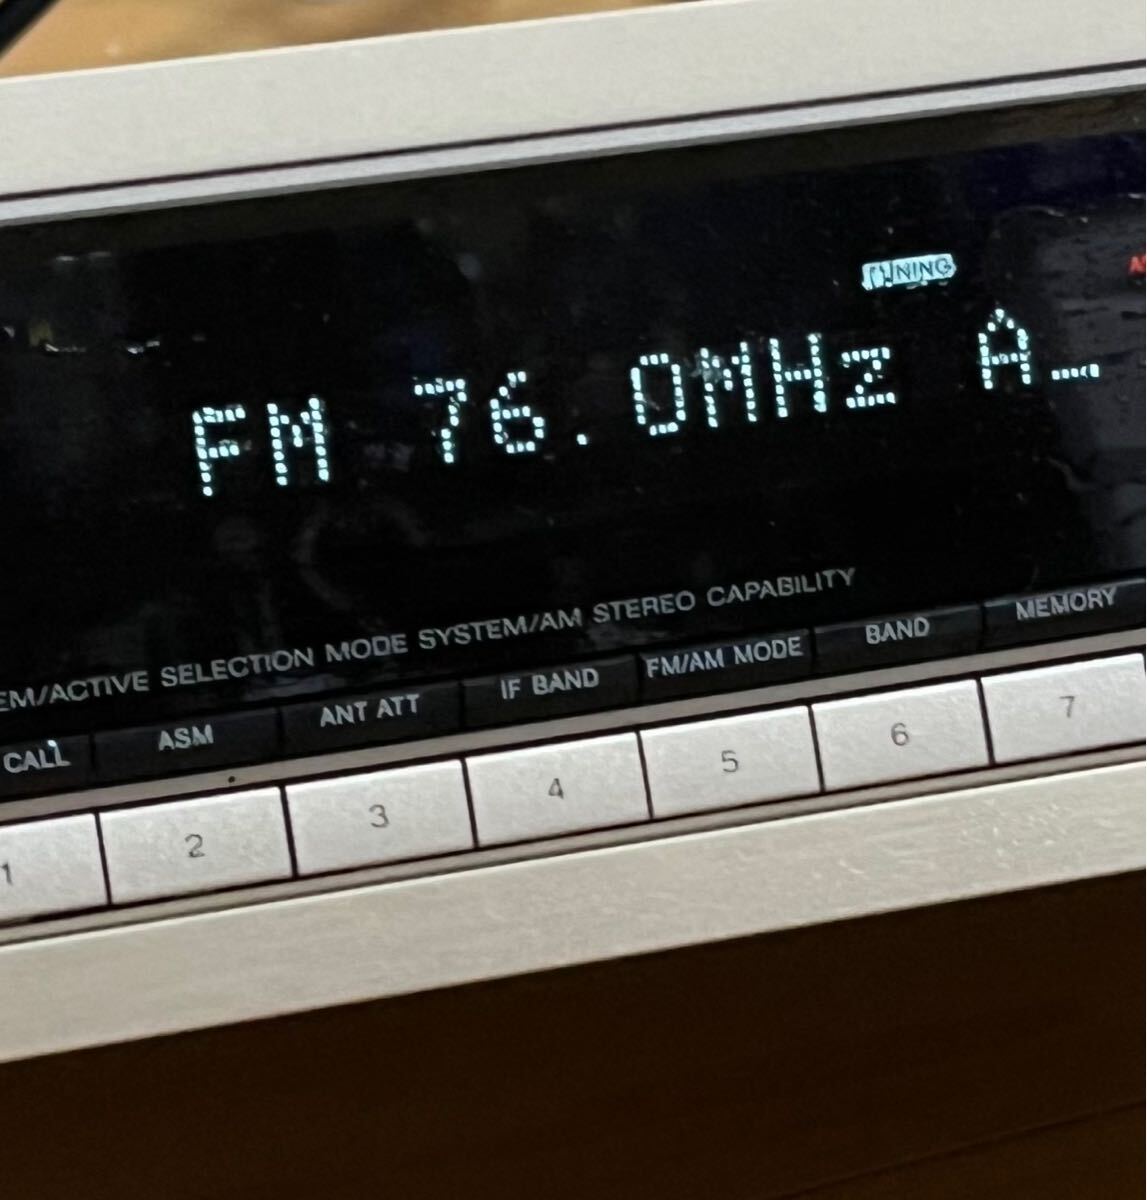 TUNING
FM 76.0MHz A_
EM/ACTIVE SELECTION MODE SYSTEM/AM STEREO CAPABILITY
CALL ASM ANT ATT IF BAND FM/AM MODE BAND MEMORY
1 2 3 4 5 6 7